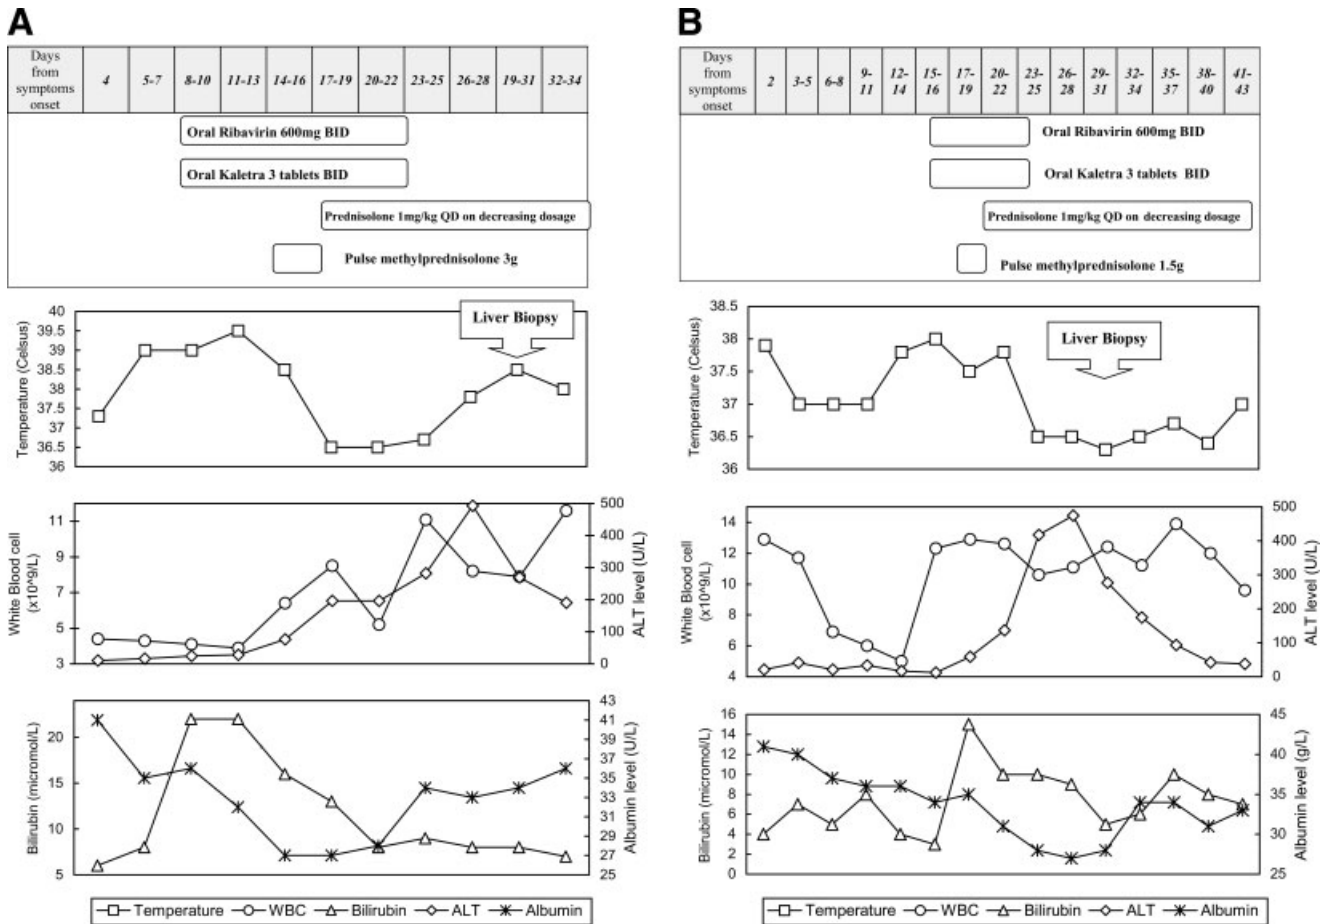 A
Days from symptoms onset 4 5-7 8-10 11-13 14-16 17-19 20-22 23-25 26-28 19-31 32-34
Oral Ribavirin 600mg BID
Oral Kaletra 3 tablets BID
Prednisolone 1mg/kg QD on decreasing dosage
Pulse methylprednisolone 3g
Temperature (Celsus)
40
39.5
39
38.5
38
37.5
37
36.5
36
Liver Biopsy
White Blood cell (x10^9/L)
11
9
7
5
3
ALT level (U/L)
500
400
300
200
100
0
Bilirubin (micromol/L)
20
15
10
5
Albumin level (U/L)
43
41
39
37
35
33
31
29
27
25
Temperature WBC Bilirubin ALT Albumin
B
Days from symptoms onset 2 3-5 6-8 9-11 12-14 15-16 17-19 20-22 23-25 26-28 29-31 32-34 35-37 38-40 41-43
Oral Ribavirin 600mg BID
Oral Kaletra 3 tablets BID
Prednisolone 1mg/kg QD on decreasing dosage
Pulse methylprednisolone 1.5g
Temperature (Celsus)
38.5
38
37.5
37
36.5
36
Liver Biopsy
White Blood cell (x10^9/L)
14
12
10
8
6
4
ALT level (U/L)
500
400
300
200
100
0
Bilirubin (micromol/L)
16
14
12
10
8
6
4
2
0
Albumin level (g/L)
45
40
35
30
25
Temperature WBC Bilirubin ALT Albumin